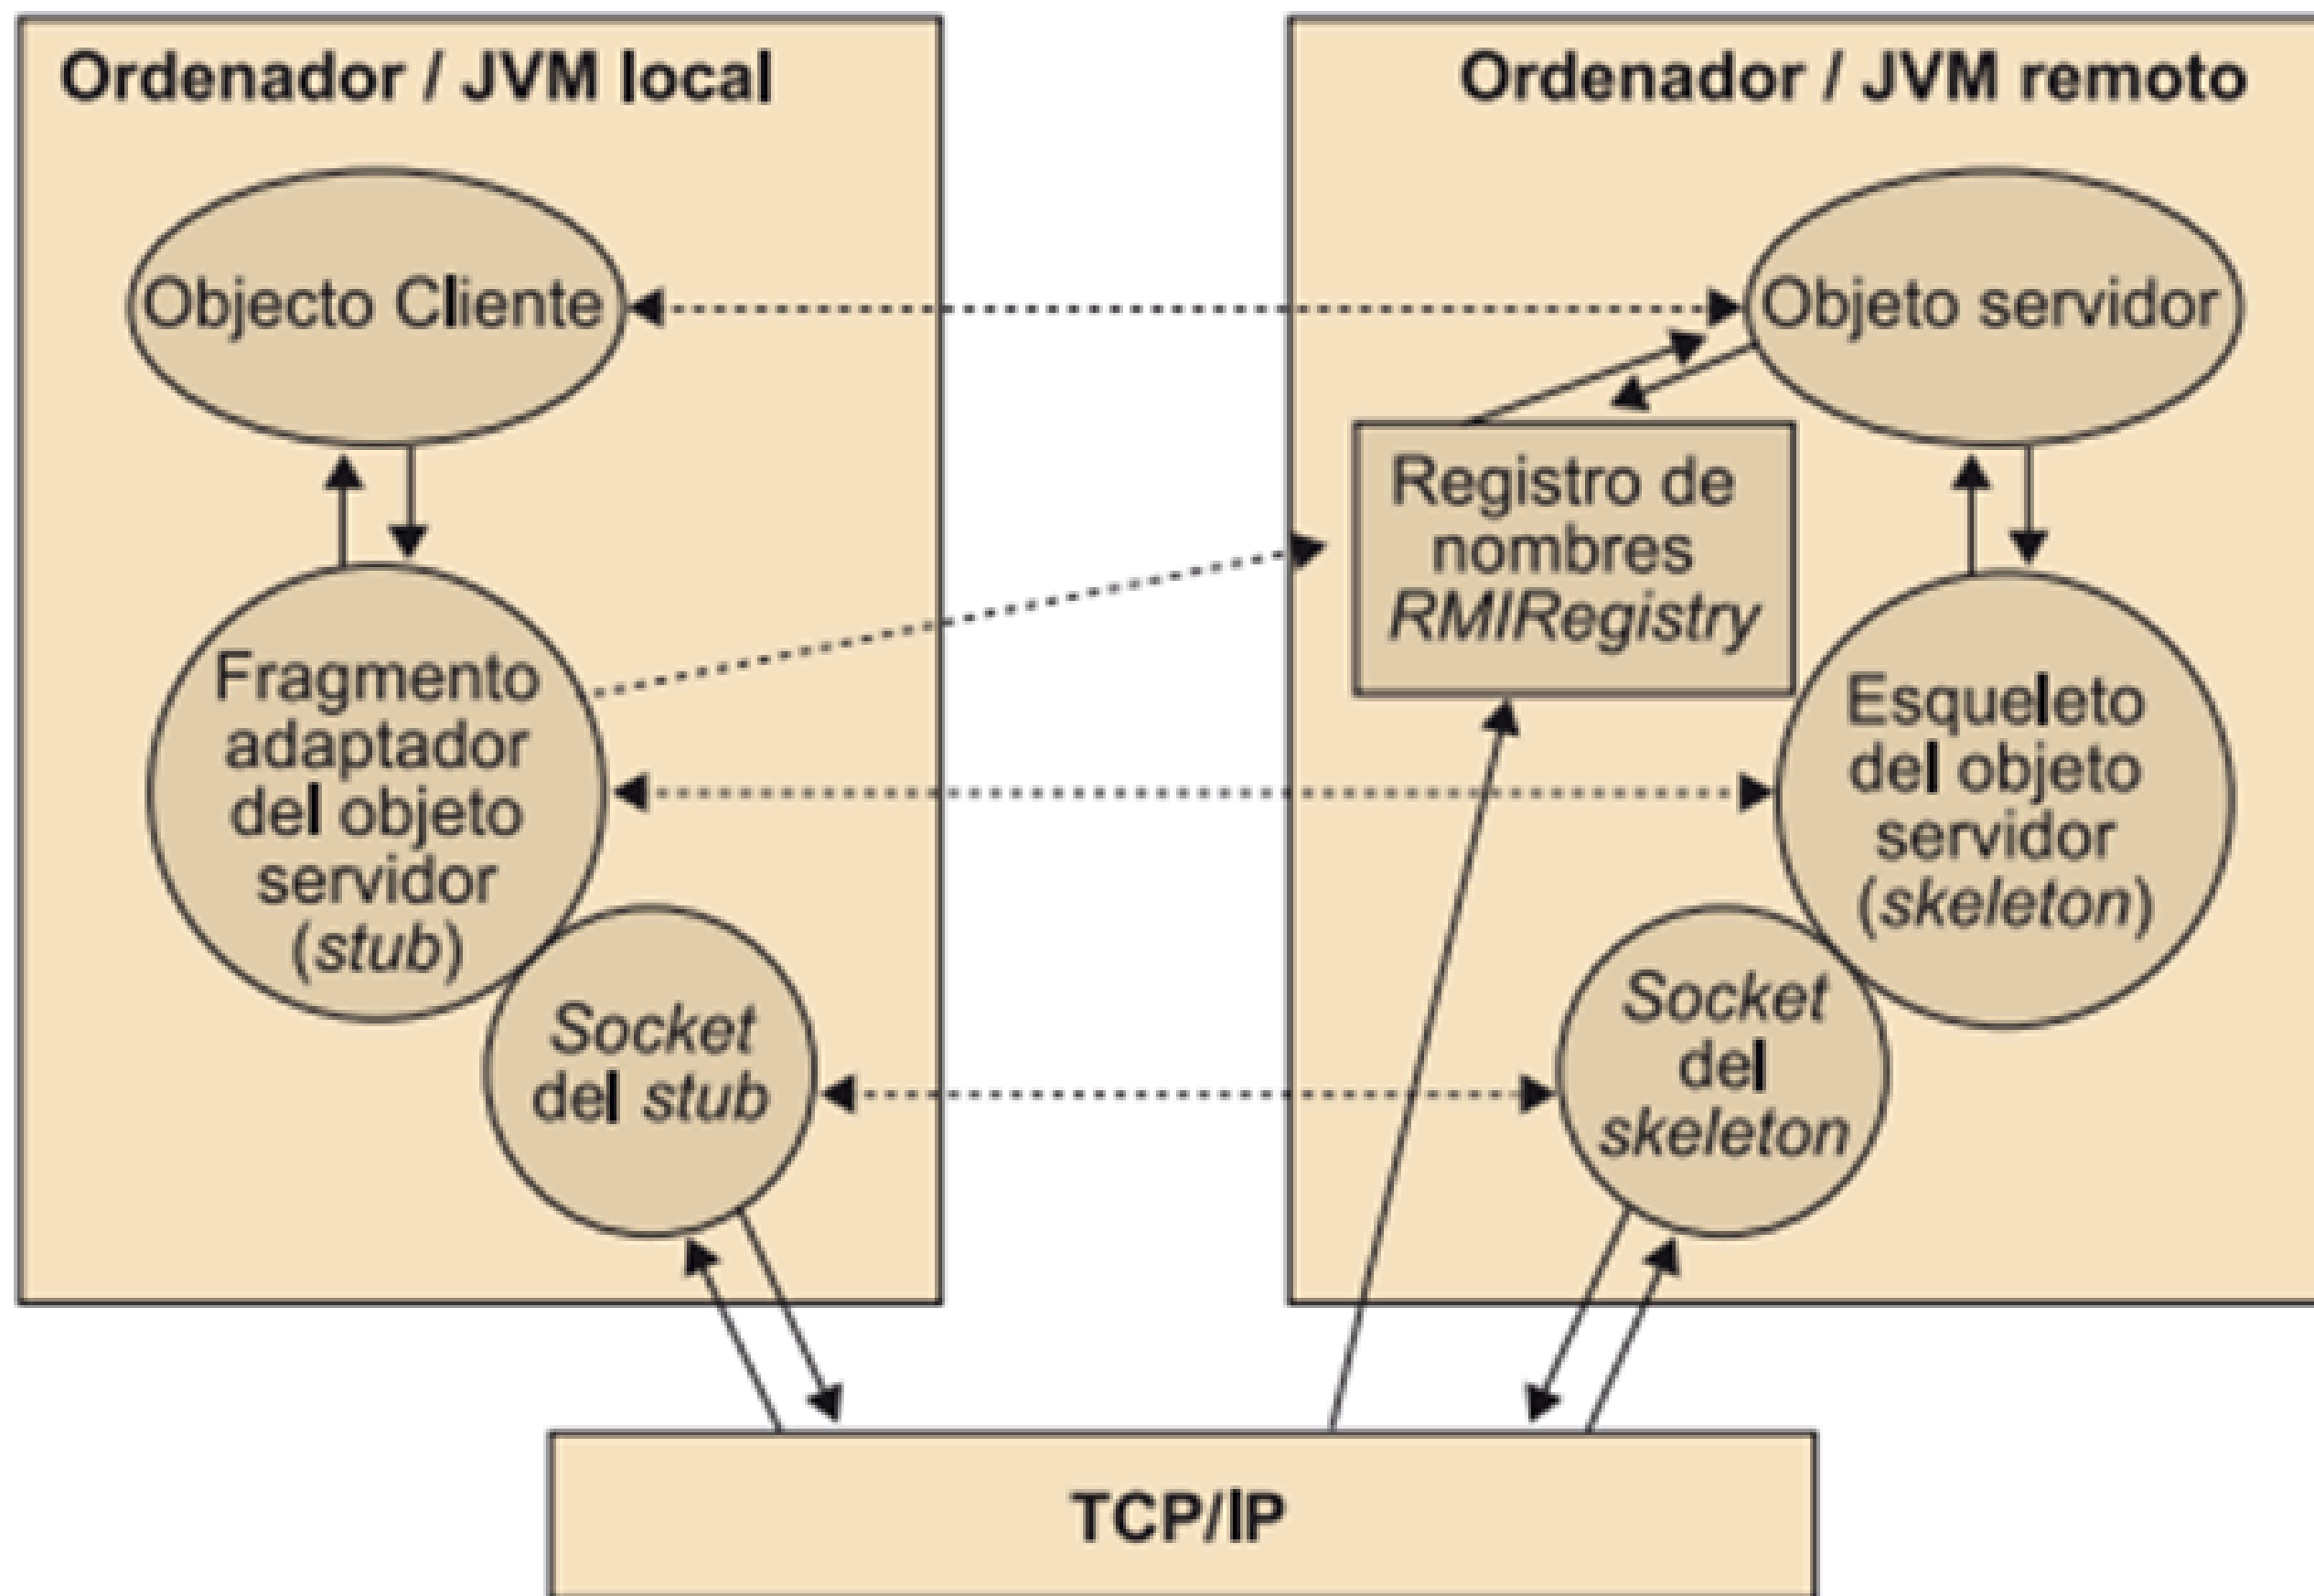 Ordenador / JVM local
Objecto Cliente
Fragmento
adaptador
del objeto
servidor
(stub)
Socket
del stub
Ordenador / JVM remoto
Objeto servidor
Registro de
nombres
RMIRegistry
Esqueleto
del objeto
servidor
(skeleton)
Socket
del
skeleton
TCP/IP